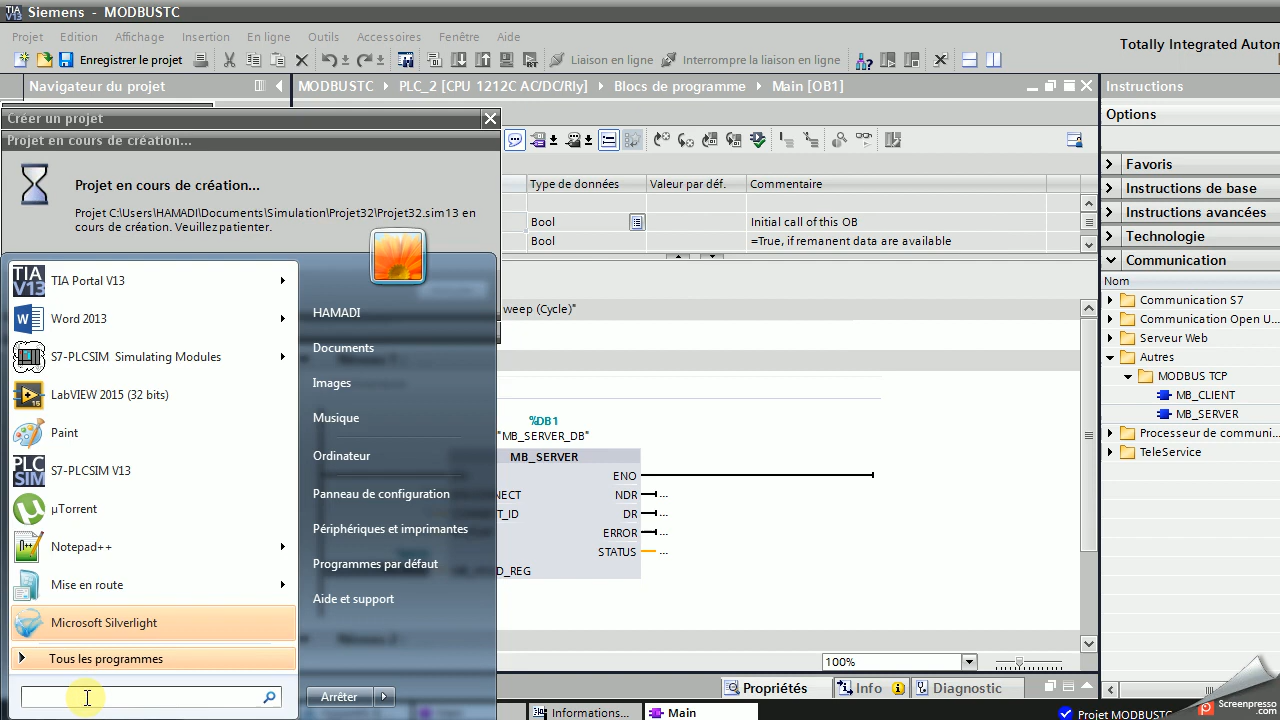 TIA V13 Siemens - MODBUSTC
Projet Edition Affichage Insertion En ligne Outils Accessoires Fenêtre Aide
Totally Integrated Autom
Enregistrer le projet Liaison en ligne Interrompre la liaison en ligne
Navigateur du projet
MODBUSTC PLC_2 [CPU 1212C AC/DC/Rly] Blocs de programme Main [OB1]
Instructions
Options
Créer un projet
Projet en cours de création...
Projet en cours de création...
Projet C:\Users\HAMADI\Documents\Simulation\Projet32\Projet32.sim13 en
cours de création. Veuillez patienter.
Type de données Valeur par déf. Commentaire
Bool Initial call of this OB
Bool =True, if remanent data are available
Favoris
Instructions de base
Instructions avancées
Technologie
Communication
Nom
Communication S7
Communication Open U...
Serveur Web
Autres
MODBUS TCP
MB_CLIENT
MB_SERVER
Processeur de communi...
TeleService
weep (Cycle)"
%DB1
"MB_SERVER_DB"
MB_SERVER
ENO
NDR ...
DR ...
ERROR ...
STATUS ...
TIA V13 TIA Portal V13
Word 2013
S7-PLCSIM Simulating Modules
LabVIEW 2015 (32 bits)
Paint
PLC SIM S7-PLCSIM V13
µTorrent
Notepad++
Mise en route
Microsoft Silverlight
Tous les programmes
HAMADI
Documents
Images
Musique
Ordinateur
Panneau de configuration
Périphériques et imprimantes
Programmes par défaut
Aide et support
Arrêter
100%
Propriétés Info Diagnostic
Informations... Main
Projet MODBUSTC
Screenpresso
.com